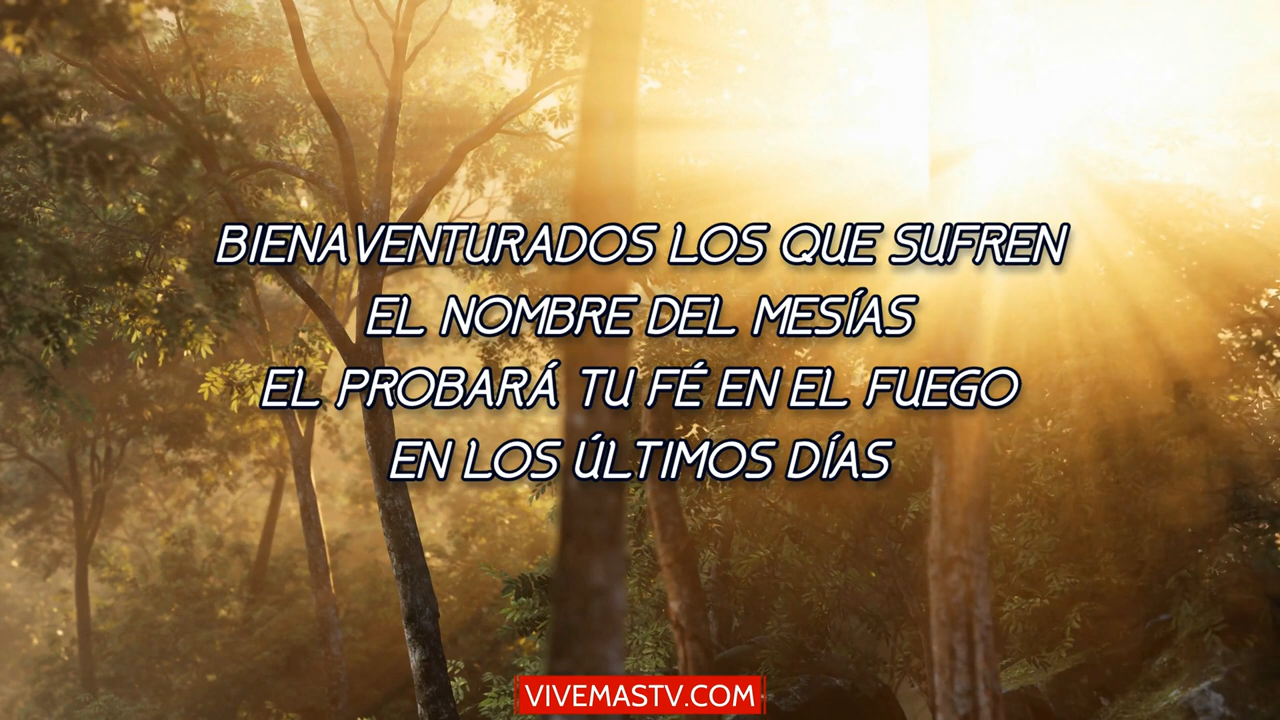 BIENAVENTURADOS LOS QUE SUFREN
EL NOMBRE DEL MESÍAS
EL PROBARÁ TU FÉ EN EL FUEGO
EN LOS ÚLTIMOS DÍAS
VIVEMASTV.COM